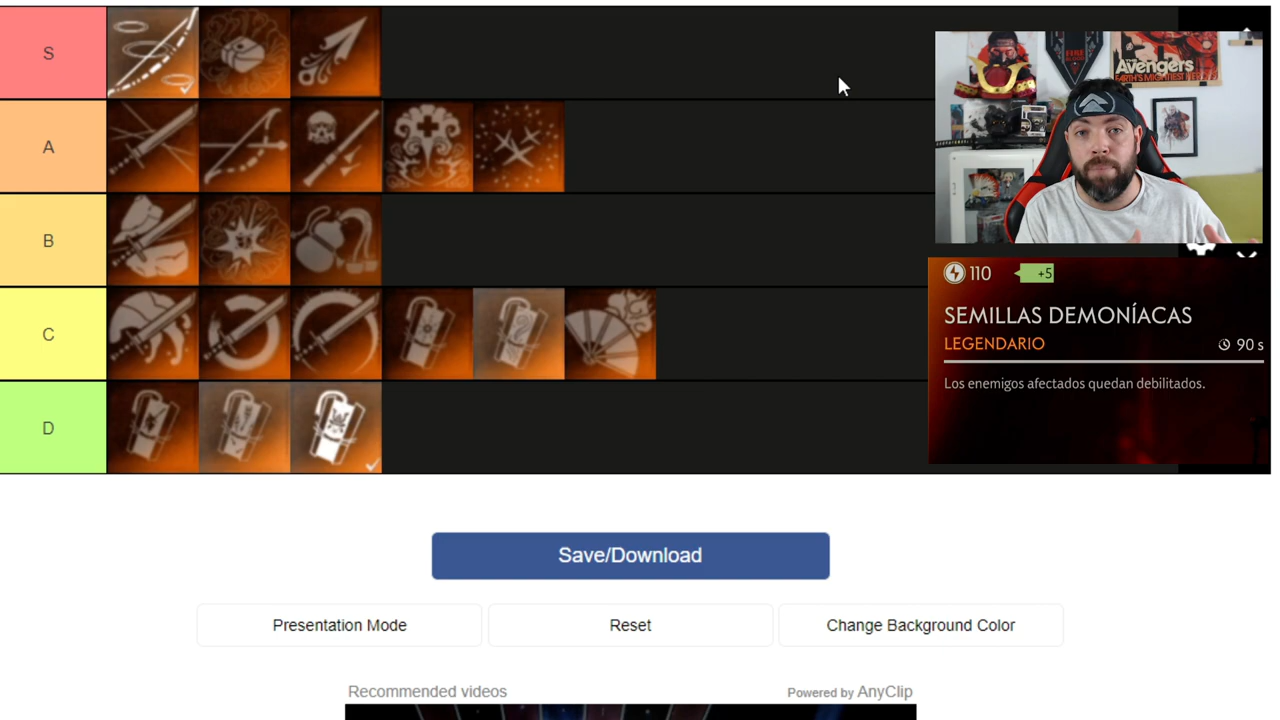 S
A
B
C
D
Avengers
EARTH'S MIGHTIEST HEROES
110 +5
SEMILLAS DEMONÍACAS
LEGENDARIO
90 s
Los enemigos afectados quedan debilitados.
Save/Download
Presentation Mode
Reset
Change Background Color
Recommended videos
Powered by AnyClip